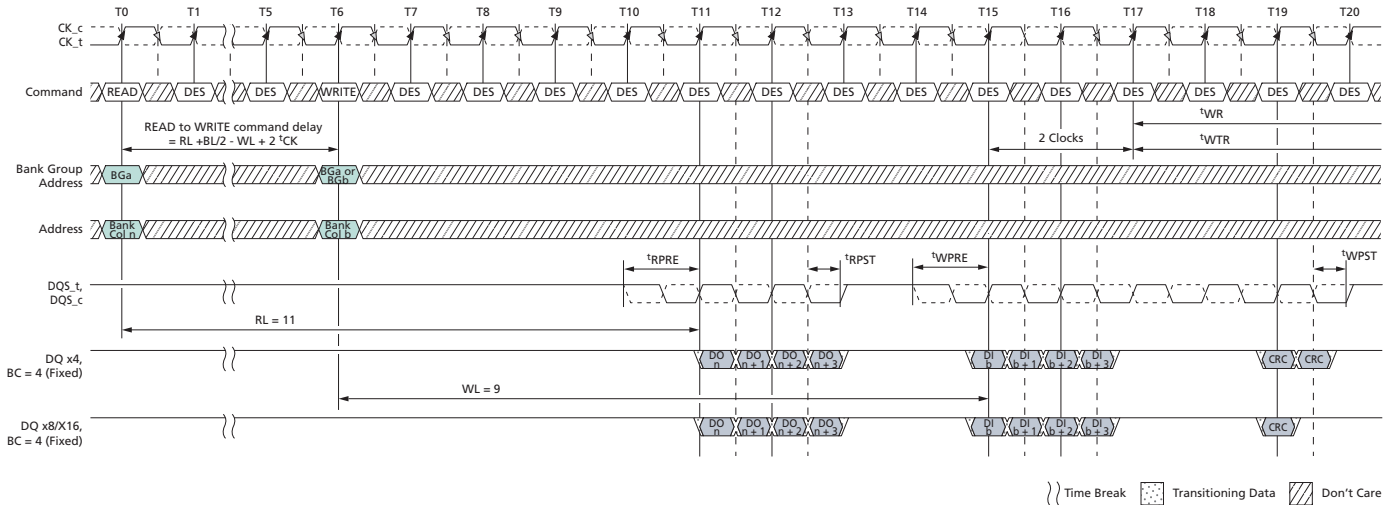 T0 T1 T5 T6 T7 T8 T9 T10 T11 T12 T13 T14 T15 T16 T17 T18 T19 T20
CK_c
CK_t
Command READ DES DES WRITE DES DES DES DES DES DES DES DES DES DES DES DES DES DES
READ to WRITE command delay
= RL +BL/2 - WL + 2 tCK
tWR
2 Clocks
tWTR
Bank Group
Address
BGa
BGa or
BGb
Address
Bank
Col n
Bank
Col b
tRPRE tRPST tWPRE tWPST
DQS_t,
DQS_c
RL = 11
DQ x4,
BC = 4 (Fixed)
DO
n
DO
n + 1
DO
n + 2
DO
n + 3
DI
b
DI
b + 1
DI
b + 2
DI
b + 3
CRC CRC
WL = 9
DQ x8/X16,
BC = 4 (Fixed)
DO
n
DO
n + 1
DO
n + 2
DO
n + 3
DI
b
DI
b + 1
DI
b + 2
DI
b + 3
CRC
Time Break Transitioning Data Don't Care